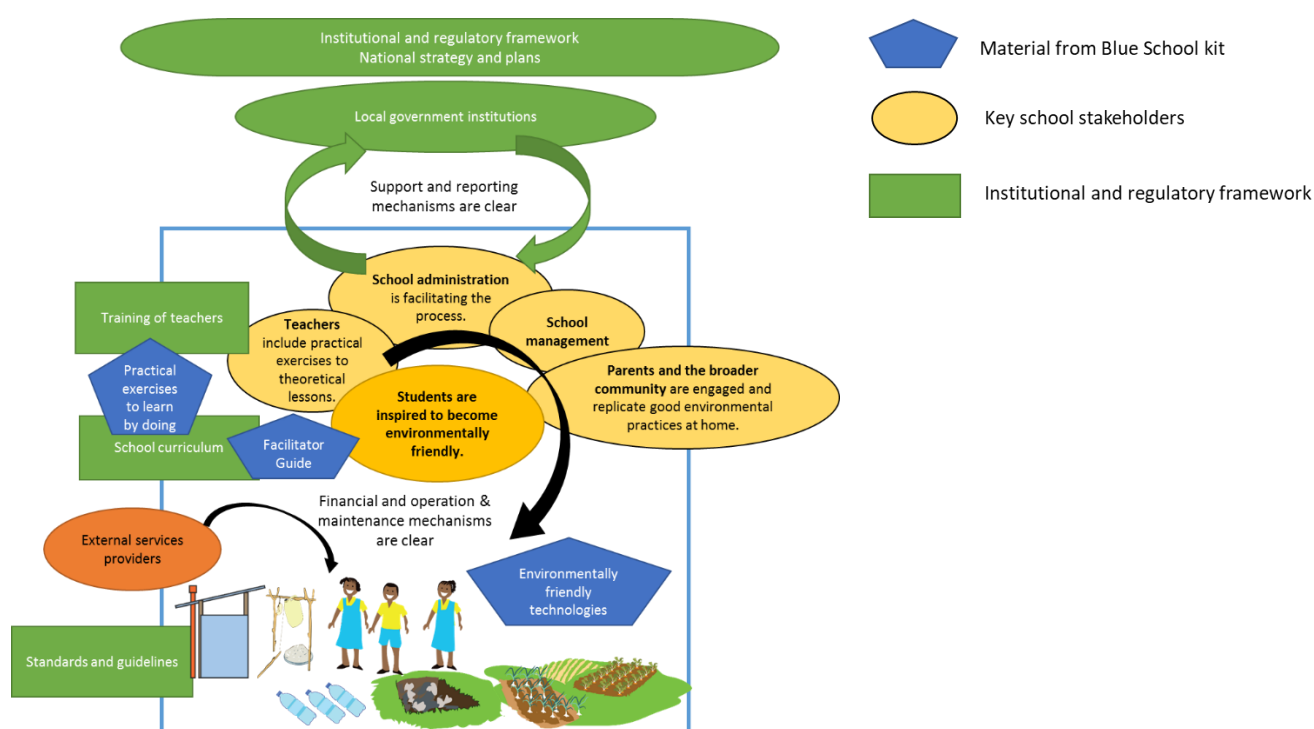 Institutional and regulatory framework
National strategy and plans
Local government institutions
Support and reporting
mechanisms are clear
School administration
is facilitating the
process.
School
management
Training of teachers
Teachers
include practical
exercises to
theoretical
lessons.
Parents and the broader
community are engaged and
replicate good environmental
practices at home.
Practical
exercises
to learn
by doing
Students are
inspired to become
environmentally
friendly.
School curriculum
Facilitator
Guide
Financial and operation &
maintenance mechanisms
are clear
External services
providers
Environmentally
friendly
technologies
Standards and guidelines
Material from Blue School kit
Key school stakeholders
Institutional and regulatory framework